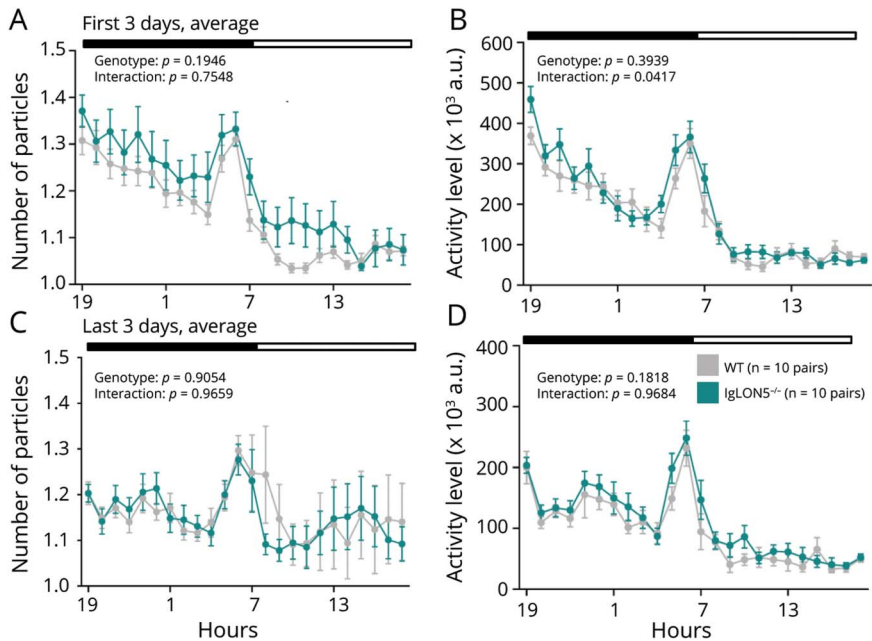 A
First 3 days, average
Genotype: p = 0.1946
Interaction: p = 0.7548
Number of particles
1.5
1.4
1.3
1.2
1.1
1.0
19
1
7
13
B
Genotype: p = 0.3939
Interaction: p = 0.0417
Activity level (x 10³ a.u.)
600
500
400
300
200
100
0
19
1
7
13
C
Last 3 days, average
Genotype: p = 0.9054
Interaction: p = 0.9659
Number of particles
1.5
1.4
1.3
1.2
1.1
1.0
19
1
7
13
Hours
D
Genotype: p = 0.1818
Interaction: p = 0.9684
WT (n = 10 pairs)
IgLON5⁻/⁻ (n = 10 pairs)
Activity level (x 10³ a.u.)
400
300
200
100
0
19
1
7
13
Hours